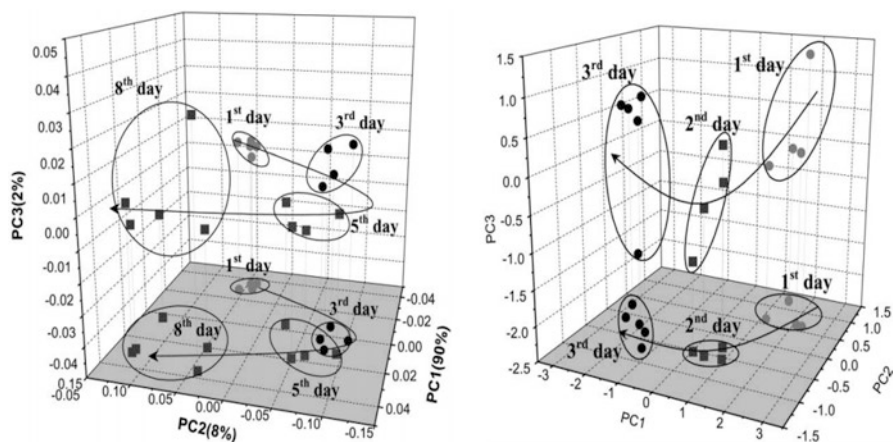 0.05
0.04
0.03
0.02
0.01
0.00
-0.01
-0.02
-0.03
-0.04
PC3(2%)
8th day
1st day
3rd day
5th day
1st day
3rd day
8th day
5th day
0.15
0.10
0.05
0.00
-0.05
-0.10
-0.15
PC2(8%)
-0.04
-0.02
0.00
0.02
0.04
PC1(90%)
1.5
1.0
0.5
0.0
-0.5
-1.0
-1.5
-2.0
-2.5
PC3
3rd day
2nd day
1st day
1st day
2nd day
3rd day
-3
-2
-1
0
1
2
3
PC1
1.5
1.0
0.5
0.0
-0.5
-1.0
-1.5
PC2